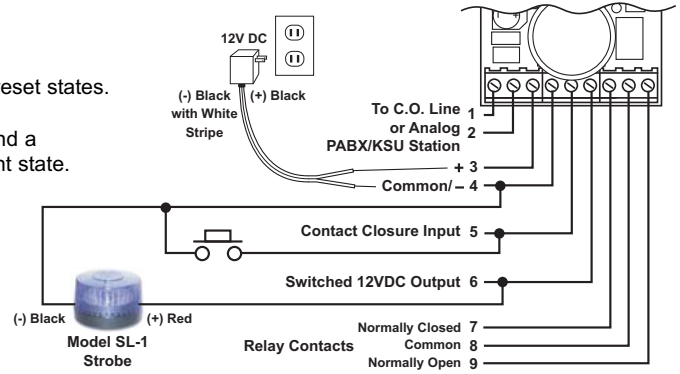 eset states.
nd a
nt state.
12V DC
(-) Black
with White
Stripe
(+) Black
To C.O. Line 1
or Analog 2
PABX/KSU Station
+ 3
Common/ – 4
Contact Closure Input 5
Switched 12VDC Output 6
(-) Black
(+) Red
Model SL-1
Strobe
Relay Contacts
Normally Closed 7
Common 8
Normally Open 9